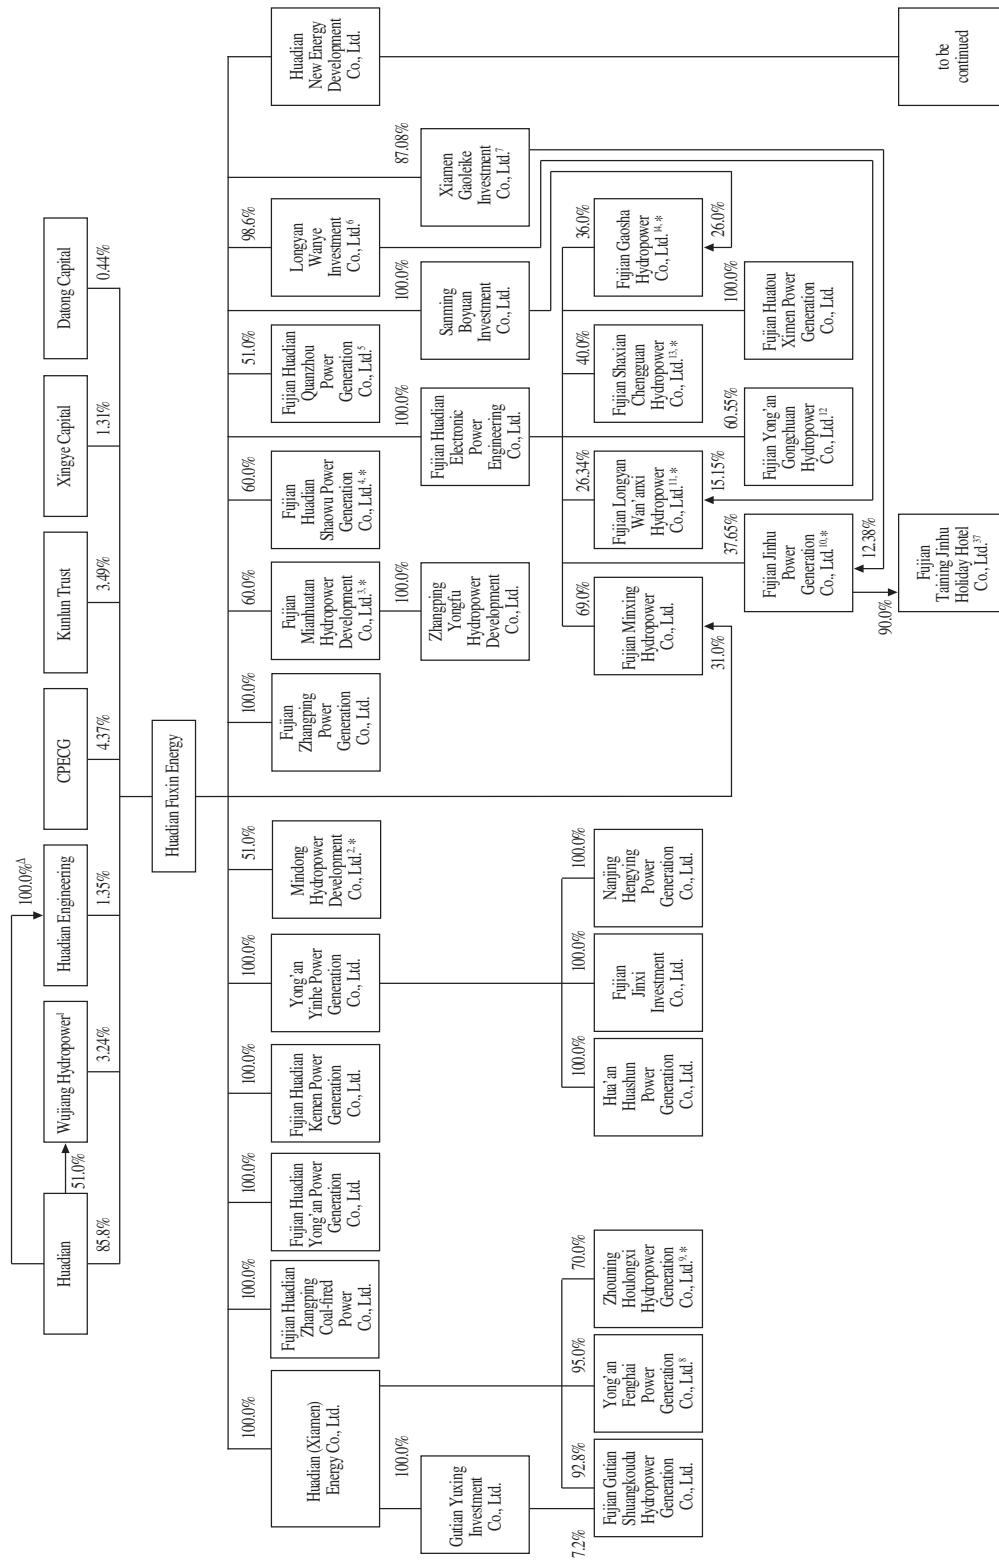 100.0%Δ
Huadian
51.0%
Wujiang Hydropower1
Huadian Engineering
CPECG
Kunlun Trust
Xingye Capital
Datong Capital
85.8%
3.24%
1.35%
4.37%
3.49%
1.31%
0.44%
Huadian Fuxin Energy
100.0%
Huadian (Xiamen)
Energy Co., Ltd.
100.0%
Fujian Huadian
Zhangping
Coal-fired
Power
Co., Ltd.
100.0%
Fujian Huadian
Yong'an Power
Generation
Co., Ltd.
100.0%
Fujian Huadian
Kemen Power
Generation
Co., Ltd.
100.0%
Yong'an
Yinhe Power
Generation
Co., Ltd.
51.0%
Mindong
Hydropower
Development
Co., Ltd.2, *
100.0%
Fujian
Zhangping
Power
Generation
Co., Ltd.
60.0%
Fujian
Mianhuatan
Hydropower
Development
Co., Ltd.3, *
60.0%
Fujian
Huadian
Shaowu Power
Generation
Co., Ltd.4, *
51.0%
Fujian Huadian
Quanzhou
Power
Generation
Co., Ltd.5
98.6%
Longyan
Wanye
Investment
Co., Ltd.6
Huadian
New Energy
Development
Co., Ltd.
100.0%
Gutian Yuxing
Investment
Co., Ltd.
100.0%
Zhangping
Yongfu
Hydropower
Development
Co., Ltd.
100.0%
Fujian Huadian
Electronic
Power
Engineering
Co., Ltd.
100.0%
Sanming
Boyuan
Investment
Co., Ltd.
87.08%
Xiamen
Gaoleike
Investment
Co., Ltd.7
7.2%
92.8%
Fujian Gutian
Shuangkoudu
Hydropower
Generation
Co., Ltd.
95.0%
Yong'an
Fenghai
Power
Generation
Co., Ltd.8
70.0%
Zhouning
Houlongxi
Hydropower
Generation
Co., Ltd.9, *
100.0%
Hua'an
Huashun
Power
Generation
Co., Ltd.
100.0%
Fujian
Jinxi
Investment
Co., Ltd.
100.0%
Nanjing
Hengying
Power
Generation
Co., Ltd.
69.0%
Fujian Minxing
Hydropower
Co., Ltd.
31.0%
26.34%
Fujian Longyan
Wan'anxi
Hydropower
Co., Ltd.11, *
15.15%
40.0%
Fujian Shaxian
Chengguan
Hydropower
Co., Ltd.13, *
36.0%
Fujian Gaosha
Hydropower
Co., Ltd.14, *
26.0%
37.65%
Fujian Jinhu
Power
Generation
Co., Ltd.10, *
12.38%
60.55%
Fujian Yong'an
Gongchuan
Hydropower
Co., Ltd.12
100.0%
Fujian Huatou
Ximen Power
Generation
Co., Ltd.
90.0%
Fujian
Taining Jinhu
Holiday Hotel
Co., Ltd.37
to be
continued